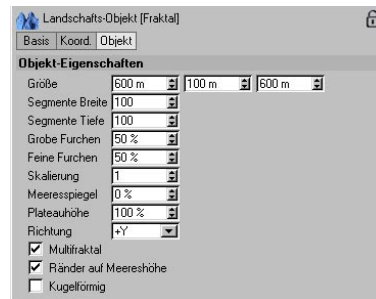 Landschafts-Objekt [Fraktal]
Basis Koord. Objekt
Objekt-Eigenschaften
Größe 600 m 100 m 600 m
Segmente Breite 100
Segmente Tiefe 100
Grobe Furchen 50 %
Feine Furchen 50 %
Skalierung 1
Meeresspiegel 0 %
Plateauhöhe 100 %
Richtung +Y
Multifraktal
Ränder auf Meereshöhe
Kugelförmig